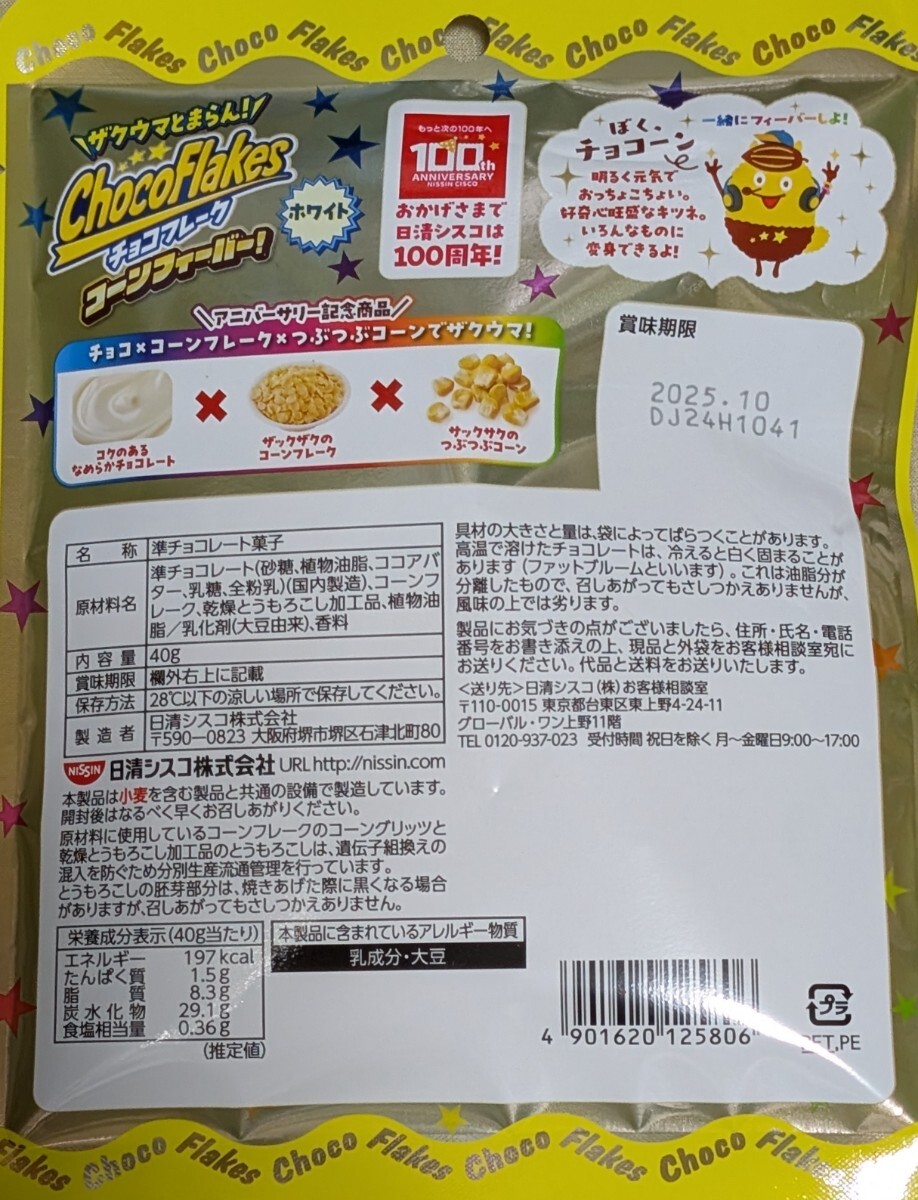 Choco Flakes Choco Flakes Choco Flakes Choco Flakes Choco Flakes
ザクウマとまらん!
ChocoFlakes
チョコフレーク
コーンフィーバー!
ホワイト
もっと次の100年へ
100th
ANNIVERSARY
NISSIN CISCO
おかげさまで
日清シスコは
100周年!
ぼく、
チョコーン
一緒にフィーバーしよ!
明るく元気で
おっちょこちょい。
好奇心旺盛なキツネ。
いろんなものに
変身できるよ!
アニバーサリー記念商品
チョコ×コーンフレーク×つぶつぶコーンでザクウマ!
コクのある
なめらかチョコレート
ザックザクの
コーンフレーク
サックサクの
つぶつぶコーン
賞味期限
2025.10
DJ24H1041
名称 準チョコレート菓子
原材料名 準チョコレート(砂糖、植物油脂、ココアバ
ター、乳糖、全粉乳)(国内製造)、コーンフ
レーク、乾燥とうもろこし加工品、植物油
脂/乳化剤(大豆由来)、香料
内容量 40g
賞味期限 欄外右上に記載
保存方法 28℃以下の涼しい場所で保存してください。
製造者 日清シスコ株式会社
〒590-0823 大阪府堺市堺区石津北町80
NISSIN 日清シスコ株式会社 URL http://nissin.com
本製品は小麦を含む製品と共通の設備で製造しています。
開封後はなるべく早くお召しあがりください。
原材料に使用しているコーンフレークのコーングリッツと
乾燥とうもろこし加工品のとうもろこしは、遺伝子組換えの
混入を防ぐため分別生産流通管理を行っています。
とうもろこしの胚芽部分は、焼きあげた際に黒くなる場合
がありますが、召しあがってもさしつかえありません。
具材の大きさと量は、袋によってばらつくことがあります。
高温で溶けたチョコレートは、冷えると白く固まることが
あります(ファットブルームといいます)。これは油脂分が
分離したもので、召しあがってもさしつかえありませんが、
風味の上では劣ります。
製品にお気づきの点がございましたら、住所・氏名・電話
番号をお書き添えの上、現品と外袋をお客様相談室宛に
お送りください。代品と送料をお送りいたします。
<送り先>日清シスコ(株)お客様相談室
〒110-0015 東京都台東区東上野4-24-11
グローバル・ワン上野11階
TEL 0120-937-023 受付時間 祝日を除く月~金曜日9:00~17:00
栄養成分表示(40g当たり)
エネルギー 197kcal
たんぱく質 1.5g
脂質 8.3g
炭水化物 29.1g
食塩相当量 0.36g
(推定値)
本製品に含まれているアレルギー物質
乳成分・大豆
4 901620 125806
プラ
PET,PE
Flakes Choco Flakes Choco Flakes Choco Flakes Choco Flakes